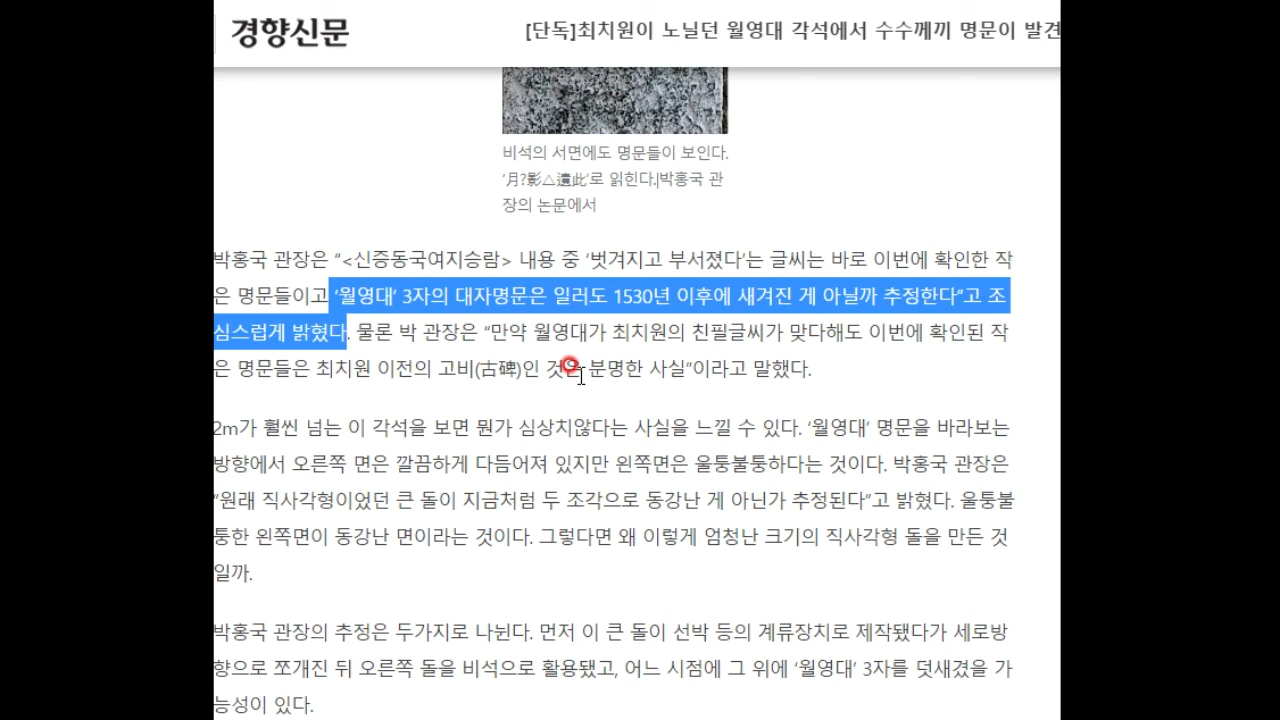 경향신문
[단독]최치원이 노닐던 월영대 각석에서 수수께끼 명문이 발견
비석의 서면에도 명문들이 보인다.
‘月?影△遺此’로 읽힌다.|박홍국 관
장의 논문에서
박홍국 관장은 “<신증동국여지승람> 내용 중 ‘벗겨지고 부서졌다’는 글씨는 바로 이번에 확인한 작
은 명문들이고 ‘월영대’ 3자의 대자명문은 일러도 1530년 이후에 새겨진 게 아닐까 추정한다”고 조
심스럽게 밝혔다. 물론 박 관장은 “만약 월영대가 최치원의 친필글씨가 맞다해도 이번에 확인된 작
은 명문들은 최치원 이전의 고비(古碑)인 것은 분명한 사실”이라고 말했다.
2m가 훨씬 넘는 이 각석을 보면 뭔가 심상치않다는 사실을 느낄 수 있다. ‘월영대’ 명문을 바라보는
방향에서 오른쪽 면은 깔끔하게 다듬어져 있지만 왼쪽면은 울퉁불퉁하다는 것이다. 박홍국 관장은
“원래 직사각형이었던 큰 돌이 지금처럼 두 조각으로 동강난 게 아닌가 추정된다”고 밝혔다. 울퉁불
퉁한 왼쪽면이 동강난 면이라는 것이다. 그렇다면 왜 이렇게 엄청난 크기의 직사각형 돌을 만든 것
일까.
박홍국 관장의 추정은 두가지로 나뉜다. 먼저 이 큰 돌이 선박 등의 계류장치로 제작됐다가 세로방
향으로 쪼개진 뒤 오른쪽 돌을 비석으로 활용됐고, 어느 시점에 그 위에 ‘월영대’ 3자를 덧새겼을 가
능성이 있다.